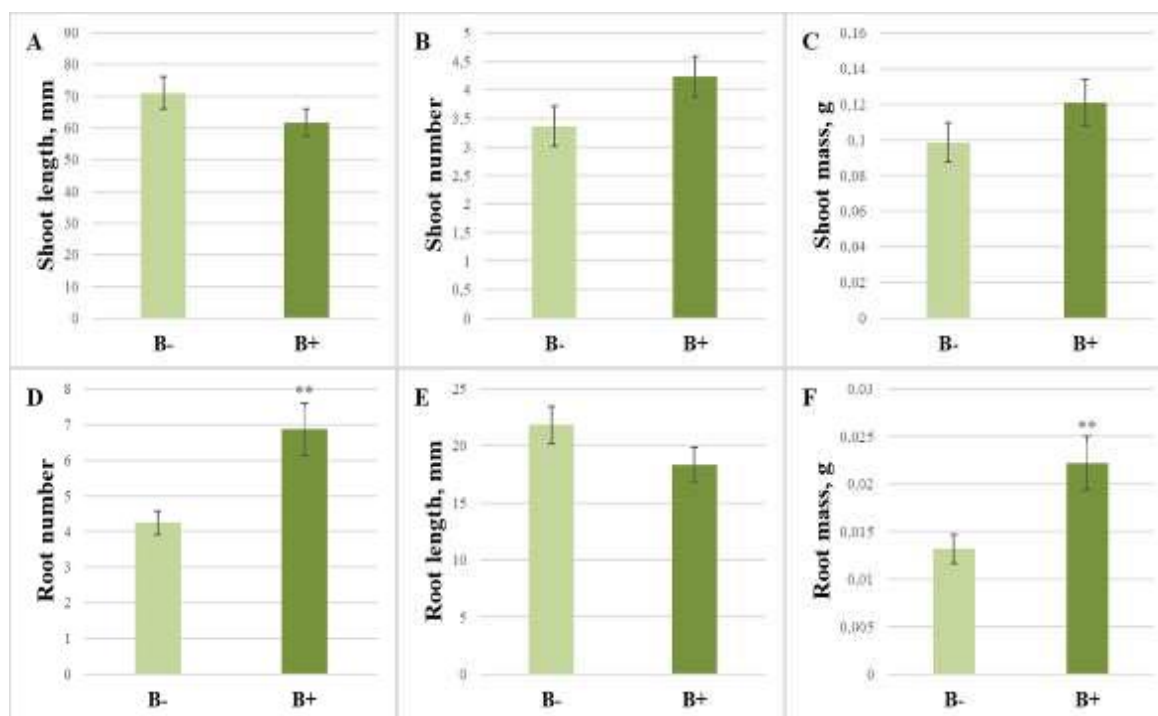 A
Shoot length, mm
90
80
70
60
50
40
30
20
10
0
B-
B+
B
Shoot number
5
4,5
4
3,5
3
2,5
2
1,5
1
0,5
0
B-
B+
C
Shoot mass, g
0,16
0,14
0,12
0,1
0,08
0,06
0,04
0,02
0
B-
B+
D
Root number
8
7
6
5
4
3
2
1
0
**
B-
B+
E
Root length, mm
25
20
15
10
5
0
B-
B+
F
Root mass, g
0,03
0,025
0,02
0,015
0,01
0,005
0
**
B-
B+